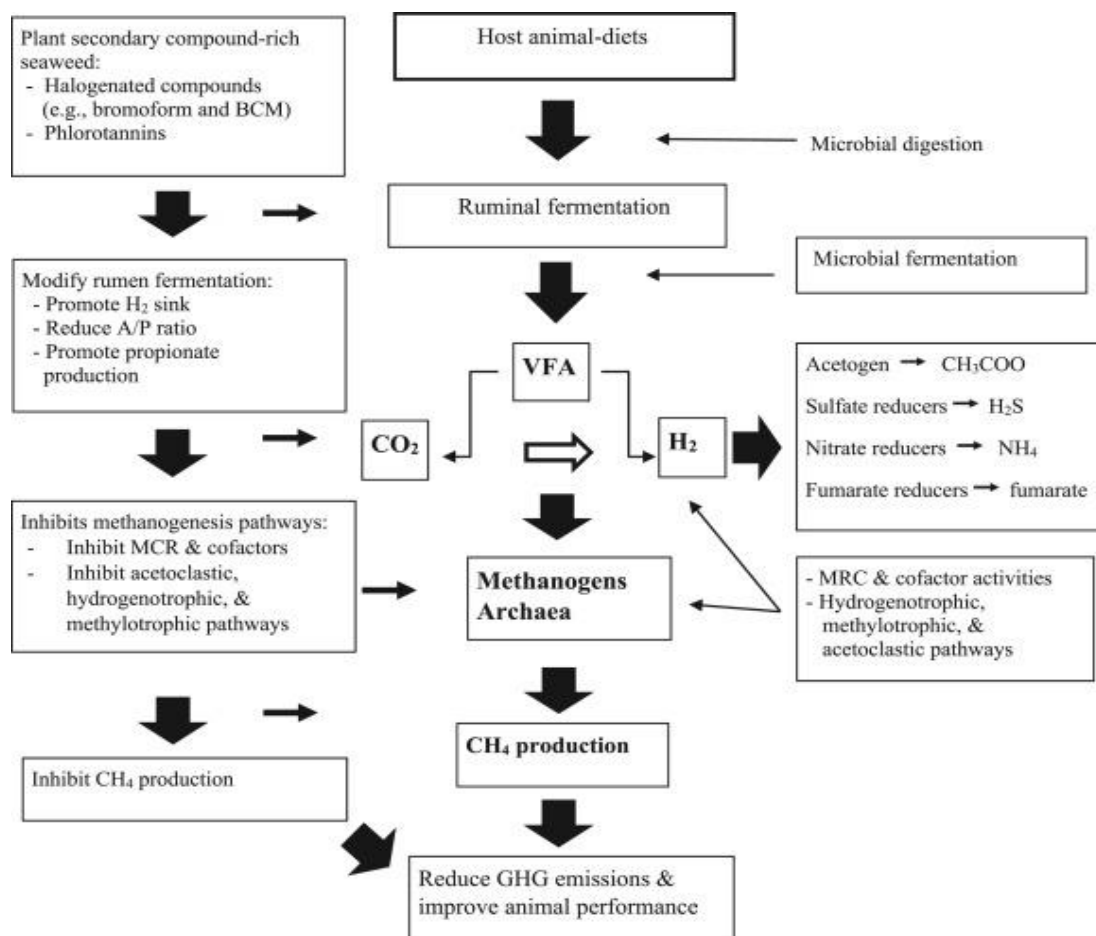 Plant secondary compound-rich
seaweed:
- Halogenated compounds
(e.g., bromoform and BCM)
- Phlorotannins
Host animal-diets
Microbial digestion
Ruminal fermentation
Modify rumen fermentation:
- Promote H₂ sink
- Reduce A/P ratio
- Promote propionate
production
Microbial fermentation
VFA
CO₂
H₂
Acetogen → CH₃COO
Sulfate reducers → H₂S
Nitrate reducers → NH₄
Fumarate reducers → fumarate
Inhibits methanogenesis pathways:
- Inhibit MCR & cofactors
- Inhibit acetoclastic,
hydrogenotrophic, &
methylotrophic pathways
Methanogens
Archaea
- MRC & cofactor activities
- Hydrogenotrophic,
methylotrophic, &
acetoclastic pathways
CH₄ production
Inhibit CH₄ production
Reduce GHG emissions &
improve animal performance